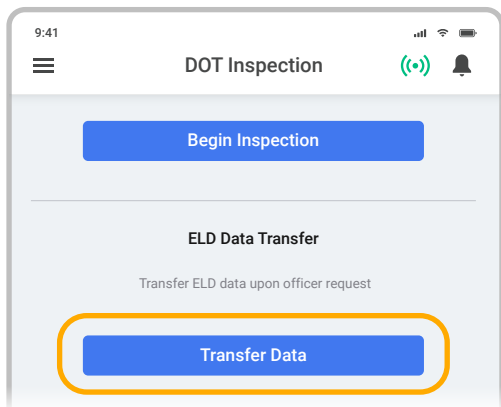 9:41
DOT Inspection
Begin Inspection
ELD Data Transfer
Transfer ELD data upon officer request
Transfer Data